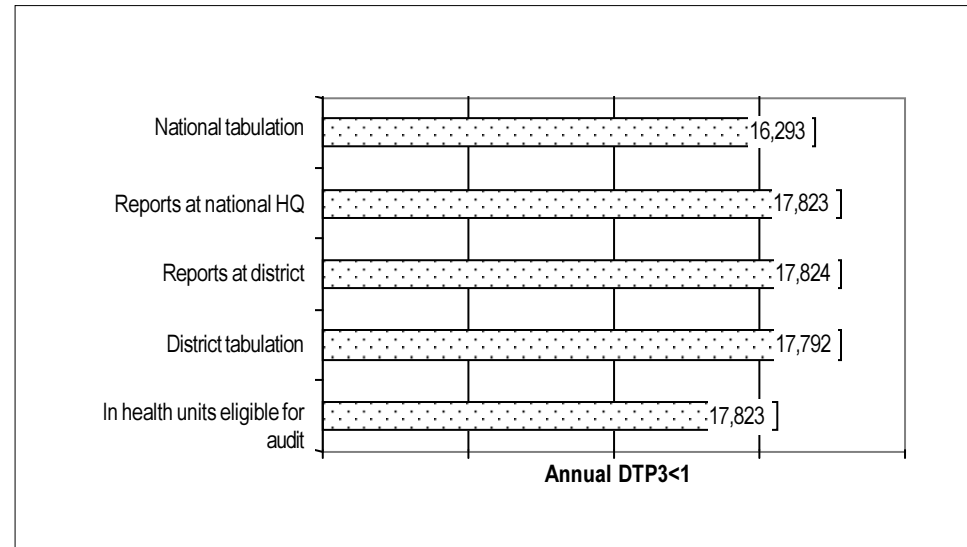 National tabulation
16,293
Reports at national HQ
17,823
Reports at district
17,824
District tabulation
17,792
In health units eligible for
audit
17,823
Annual DTP3<1